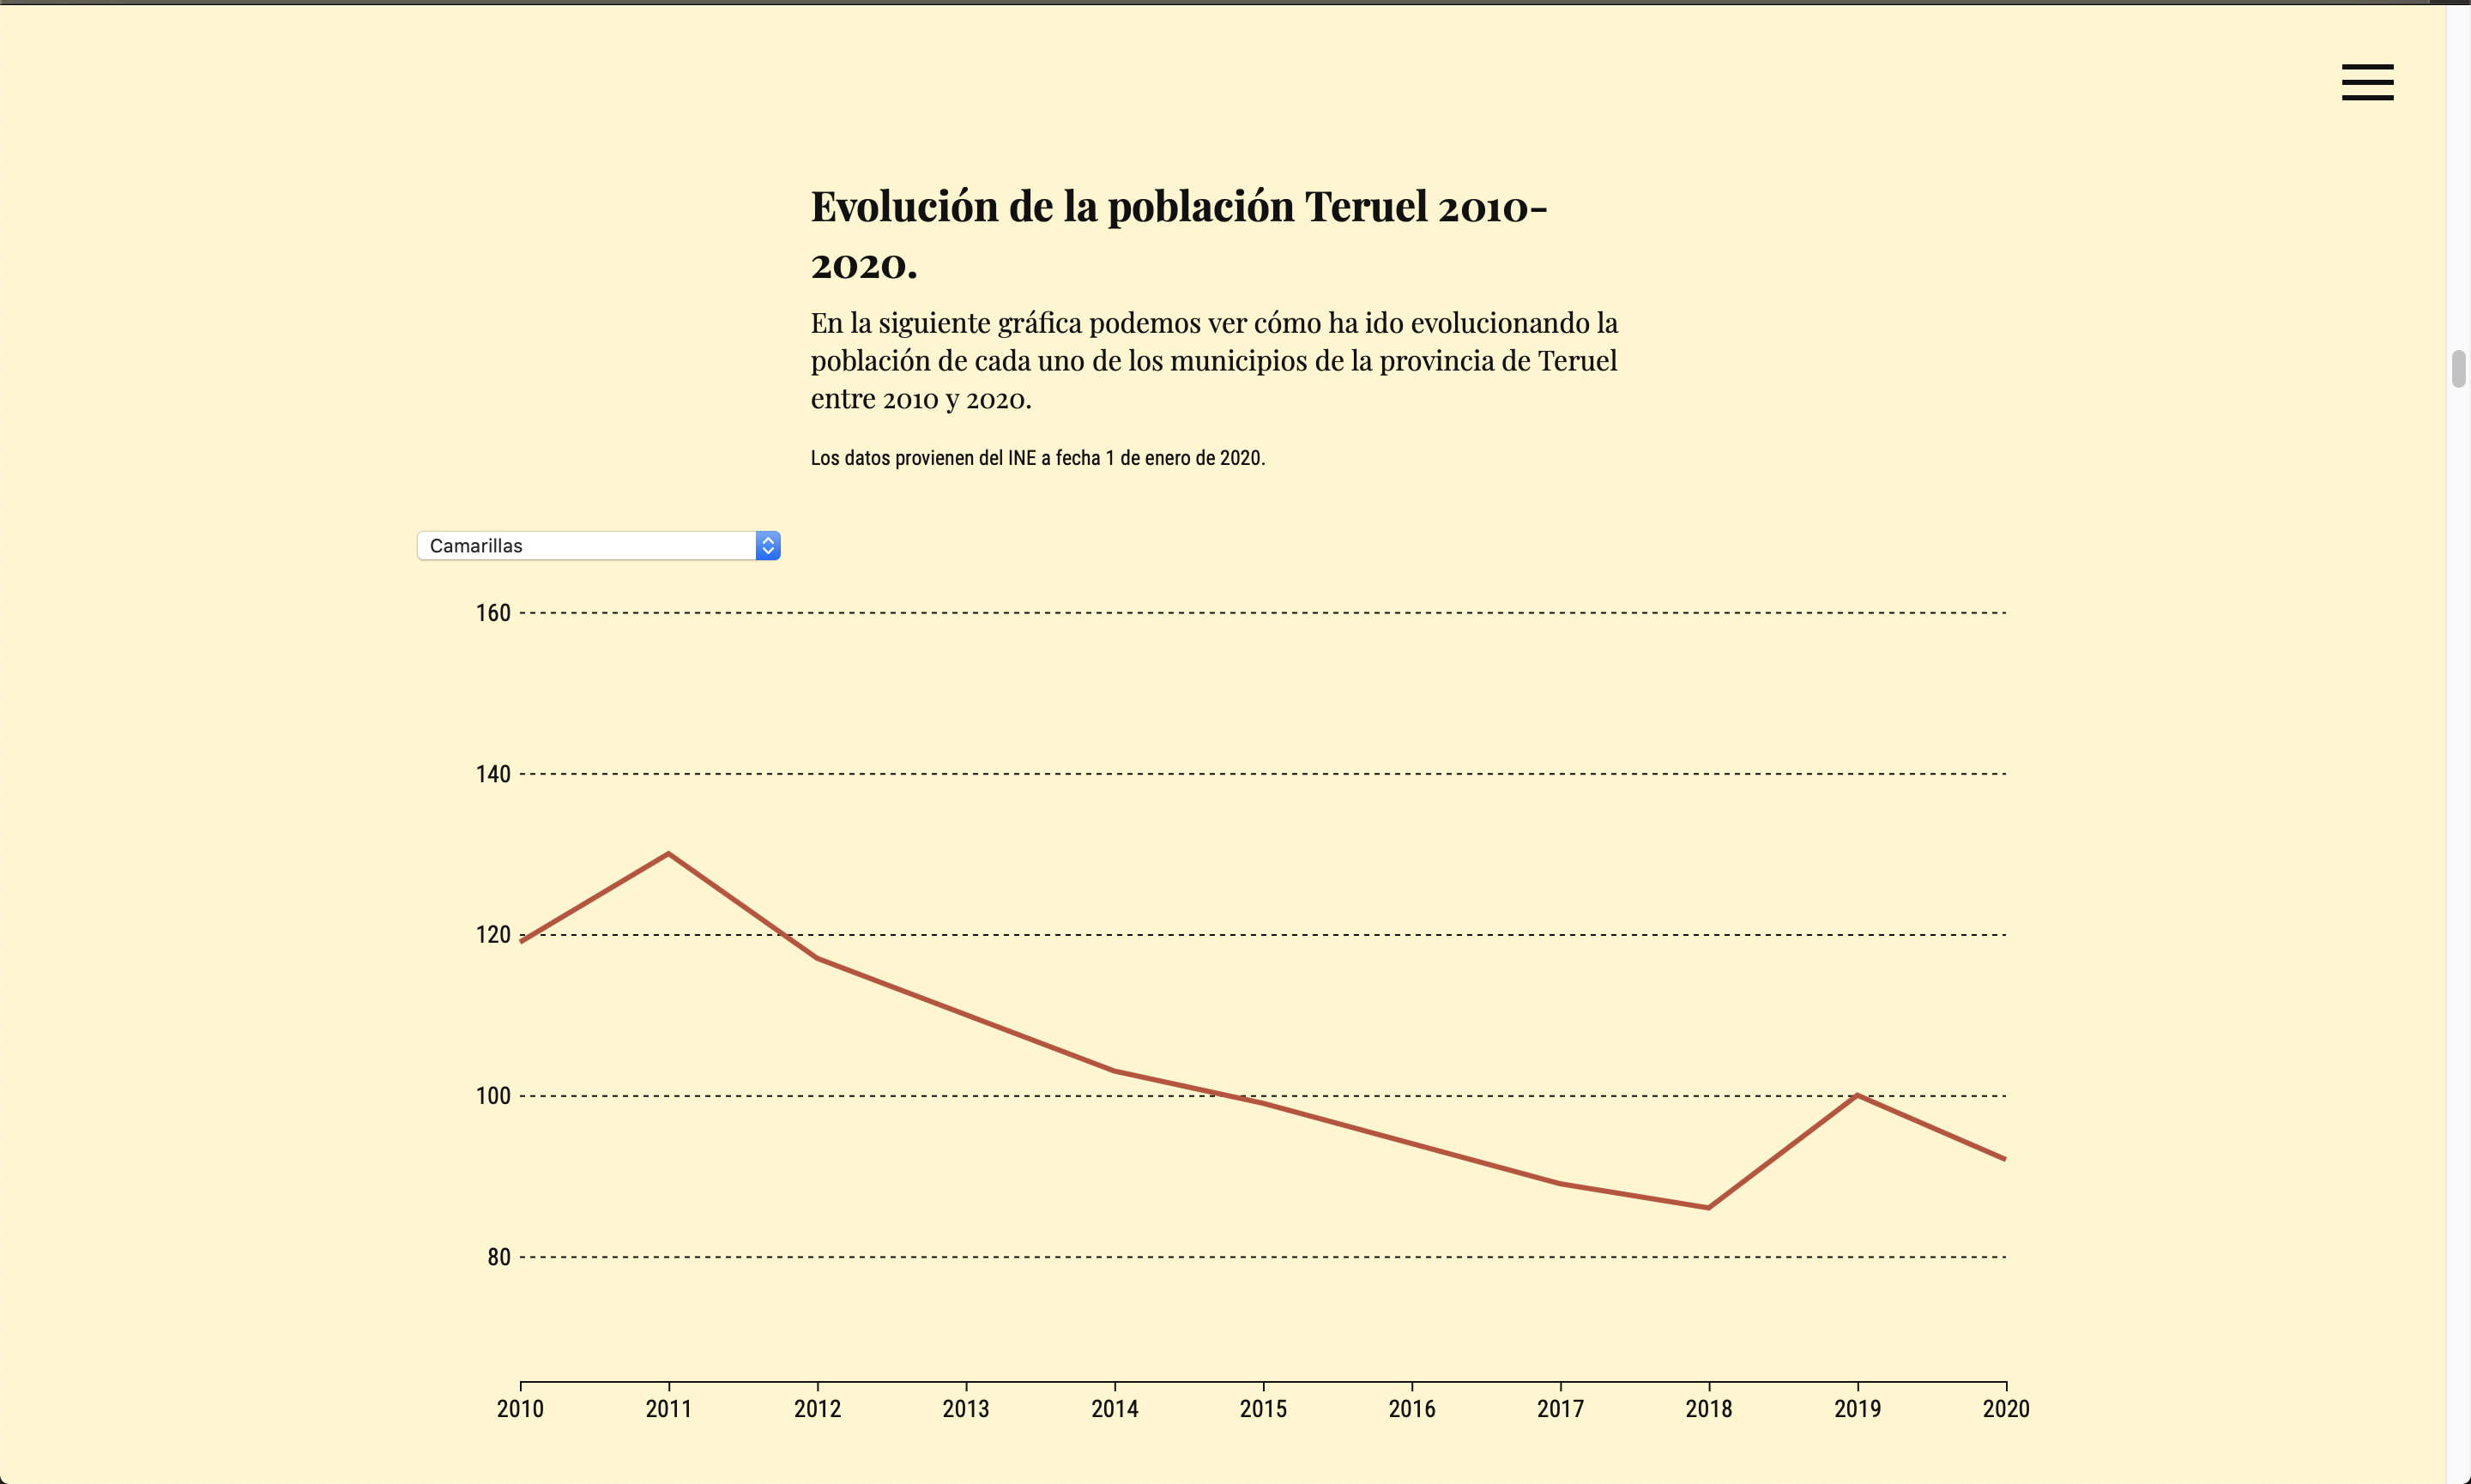 Evolución de la población Teruel 2010-
2020.
En la siguiente gráfica podemos ver cómo ha ido evolucionando la
población de cada uno de los municipios de la provincia de Teruel
entre 2010 y 2020.
Los datos provienen del INE a fecha 1 de enero de 2020.
Camarillas
160
140
120
100
80
2010 2011 2012 2013 2014 2015 2016 2017 2018 2019 2020